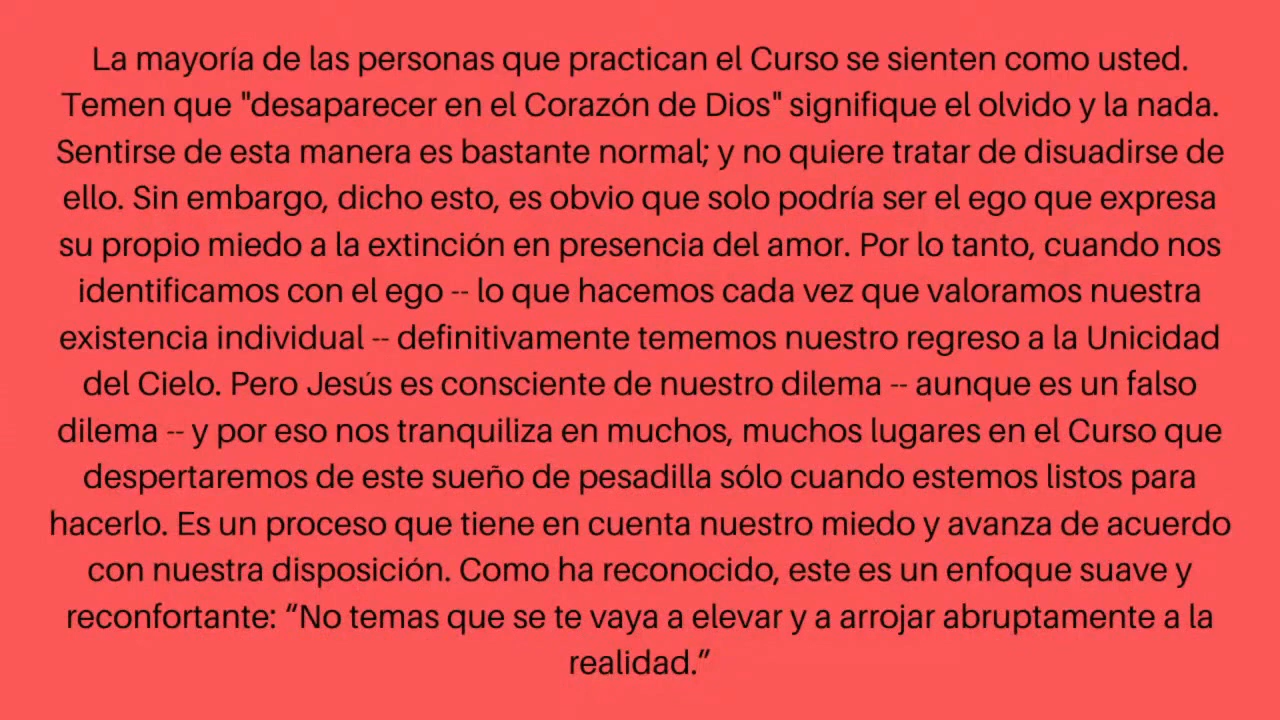 La mayoría de las personas que practican el Curso se sienten como usted.
Temen que "desaparecer en el Corazón de Dios" signifique el olvido y la nada.
Sentirse de esta manera es bastante normal; y no quiere tratar de disuadirse de
ello. Sin embargo, dicho esto, es obvio que solo podría ser el ego que expresa
su propio miedo a la extinción en presencia del amor. Por lo tanto, cuando nos
identificamos con el ego -- lo que hacemos cada vez que valoramos nuestra
existencia individual -- definitivamente tememos nuestro regreso a la Unicidad
del Cielo. Pero Jesús es consciente de nuestro dilema -- aunque es un falso
dilema -- y por eso nos tranquiliza en muchos, muchos lugares en el Curso que
despertaremos de este sueño de pesadilla sólo cuando estemos listos para
hacerlo. Es un proceso que tiene en cuenta nuestro miedo y avanza de acuerdo
con nuestra disposición. Como ha reconocido, este es un enfoque suave y
reconfortante: “No temas que se te vaya a elevar y a arrojar abruptamente a la
realidad.”